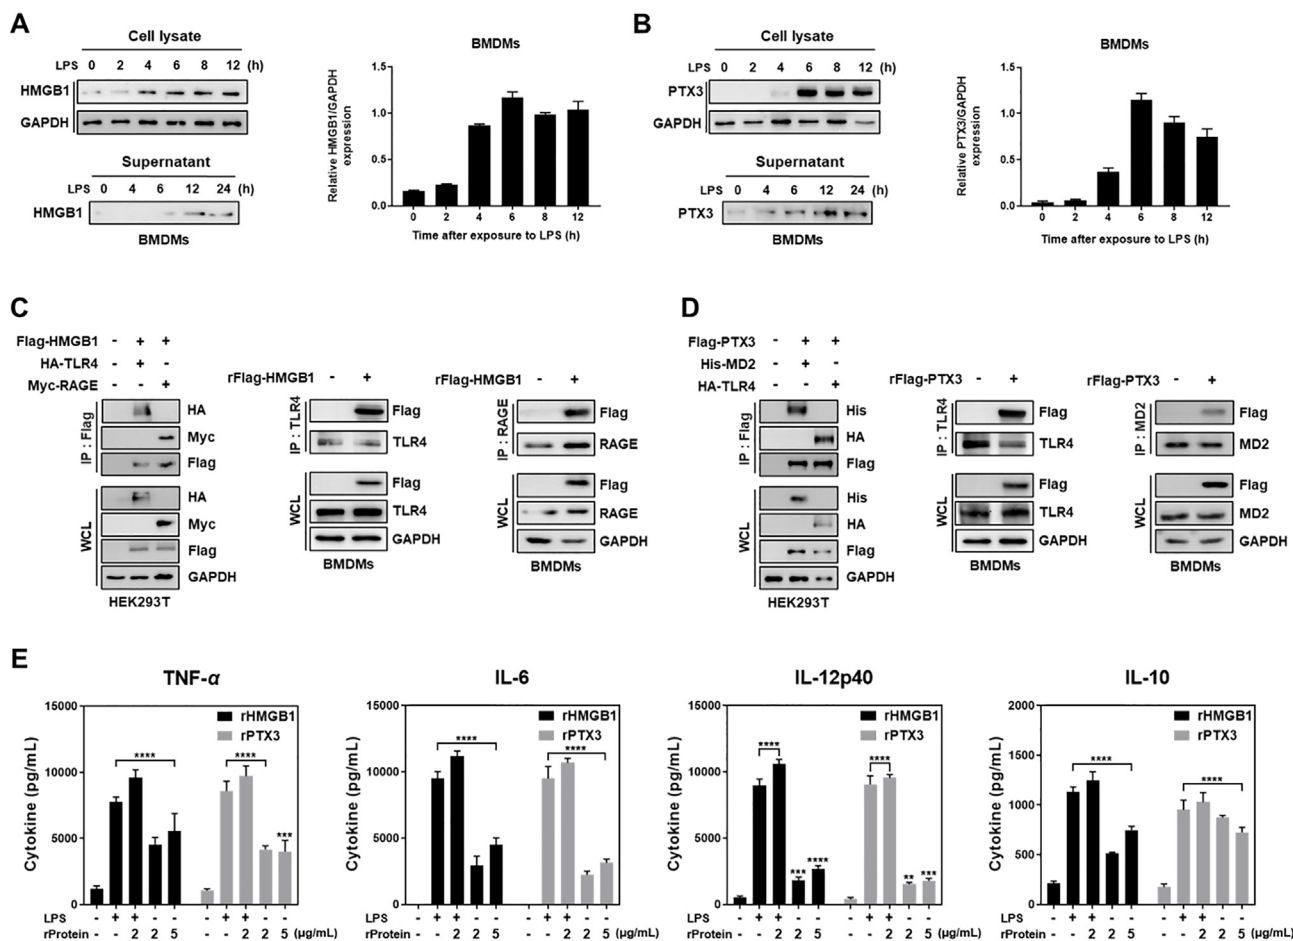 A
Cell lysate
LPS 0 2 4 6 8 12 (h)
HMGB1
GAPDH
Supernatant
LPS 0 4 6 12 24 (h)
HMGB1
BMDMs
BMDMs
Relative HMGB1/GAPDH
expression
1.5
1.0
0.5
0.0
0 2 4 6 8 12
Time after exposure to LPS (h)
B
Cell lysate
LPS 0 2 4 6 8 12 (h)
PTX3
GAPDH
Supernatant
LPS 0 4 6 12 24 (h)
PTX3
BMDMs
BMDMs
Relative PTX3/GAPDH
expression
1.5
1.0
0.5
0.0
0 2 4 6 8 12
Time after exposure to LPS (h)
C
Flag-HMGB1 - + +
HA-TLR4 - + -
Myc-RAGE - - +
IP : Flag
HA
Myc
Flag
WCL
HA
Myc
Flag
GAPDH
HEK293T
rFlag-HMGB1 - +
IP : TLR4
Flag
TLR4
WCL
Flag
TLR4
GAPDH
BMDMs
rFlag-HMGB1 - +
IP : RAGE
Flag
RAGE
WCL
Flag
RAGE
GAPDH
BMDMs
D
Flag-PTX3 - + +
His-MD2 - + -
HA-TLR4 - - +
IP : Flag
His
HA
Flag
WCL
His
HA
Flag
GAPDH
HEK293T
rFlag-PTX3 - +
IP : TLR4
Flag
TLR4
WCL
Flag
TLR4
GAPDH
BMDMs
rFlag-PTX3 - +
IP : MD2
Flag
MD2
WCL
Flag
MD2
GAPDH
BMDMs
E
TNF-α
Cytokine (pg/mL)
15000
10000
5000
0
rHMGB1
rPTX3
**** ****
***
LPS - + + - - - + + - -
rProtein - - 2 2 5 - - 2 2 5 (μg/mL)
IL-6
Cytokine (pg/mL)
15000
10000
5000
0
rHMGB1
rPTX3
**** ****
- + + - - - + + - -
- - 2 2 5 - - 2 2 5
IL-12p40
Cytokine (pg/mL)
15000
10000
5000
0
rHMGB1
rPTX3
**** ****
*** **** ** ***
LPS - + + - - - + + - -
rProtein - - 2 2 5 - - 2 2 5 (μg/mL)
IL-10
Cytokine (pg/mL)
2000
1500
1000
500
0
rHMGB1
rPTX3
**** ****
- + + - - - + + - -
- - 2 2 5 - - 2 2 5